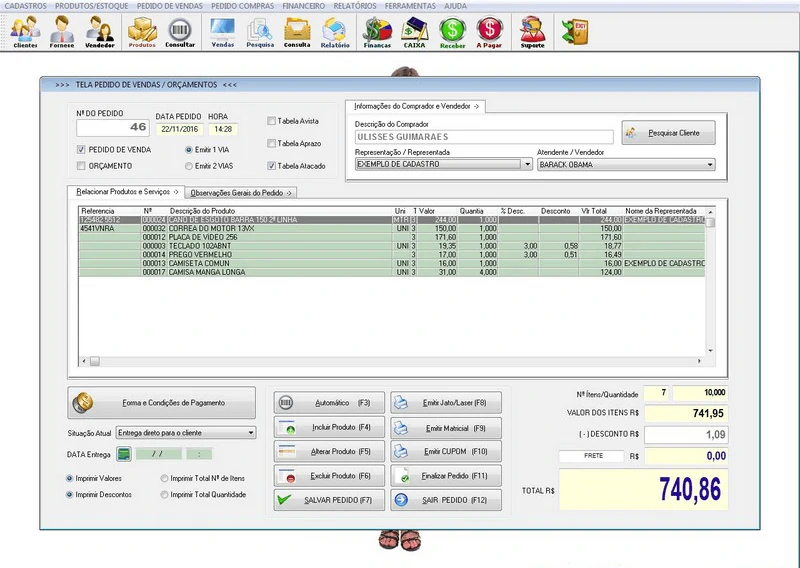 CADASTROS PRODUTOS/ESTOQUE PEDIDO DE VENDAS PEDIDO COMPRAS FINANCEIRO RELATÓRIOS FERRAMENTAS AJUDA
Clientes Fornece Vendedor Produtos Consultar Vendas Pesquisa Consulta Relatório Financas CAIXA Receber A Pagar Suporte
>>> TELA PEDIDO DE VENDAS / ORÇAMENTOS <<<
Nº DO PEDIDO DATA PEDIDO HORA
46 22/11/2016 14:28
PEDIDO DE VENDA Emitir 1 VIA
ORÇAMENTO Emitir 2 VIAS
Tabela Avista
Tabela Aprazo
Tabela Atacado
Informações do Comprador e Vendedor ->
Descrição do Comprador
ULISSES GUIMARAES Pesquisar Cliente
Representação / Representada Atendente / Vendedor
EXEMPLO DE CADASTRO BARACK OBAMA
Relacionar Produtos e Serviços -> Observações Gerais do Pedido ->
Referencia Nº Descrição do Produto Uni T Valor Quantia % Desc. Desconto Vlr Total Nome da Representada
000024 CANO DE ESGOTO BARRA 150 2f LINHA MTR 3 244,00 1,000 244,00 EXEMPLO DE CADASTRO
4541VNRA 000032 CORREA DO MOTOR 13VX UNI 3 150,00 1,000 150,00
000012 PLACA DE VIDEO 256 3 171,60 1,000 171,60
000003 TECLADO 102ABNT UNI 3 19,35 1,000 3,00 0,58 18,77
000014 PREGO VERMELHO 3 17,00 1,000 3,00 0,51 16,49
000013 CAMISETA COMUN UNI 3 16,00 1,000 16,00 EXEMPLO DE CADASTRO
000017 CAMISA MANGA LONGA 3 31,00 4,000 124,00
Forma e Condições de Pagamento
Situação Atual Entrega direto para o cliente
DATA Entrega / / :
Imprimir Valores Imprimir Total Nº de Itens
Imprimir Descontos Imprimir Total Quantidade
Automático (F3) Emitir Jato/Laser (F8)
Incluir Produto (F4) Emitir Matricial (F9)
Alterar Produto (F5) Emitir CUPOM (F10)
Excluir Produto (F6) Finalizar Pedido (F11)
SALVAR PEDIDO (F7) SAIR PEDIDO (F12)
Nº Ítens/Quantidade 7 10,000
VALOR DOS ITENS R$ 741,95
( - ) DESCONTO R$ 1,09
FRETE R$ 0,00
TOTAL R$ 740,86